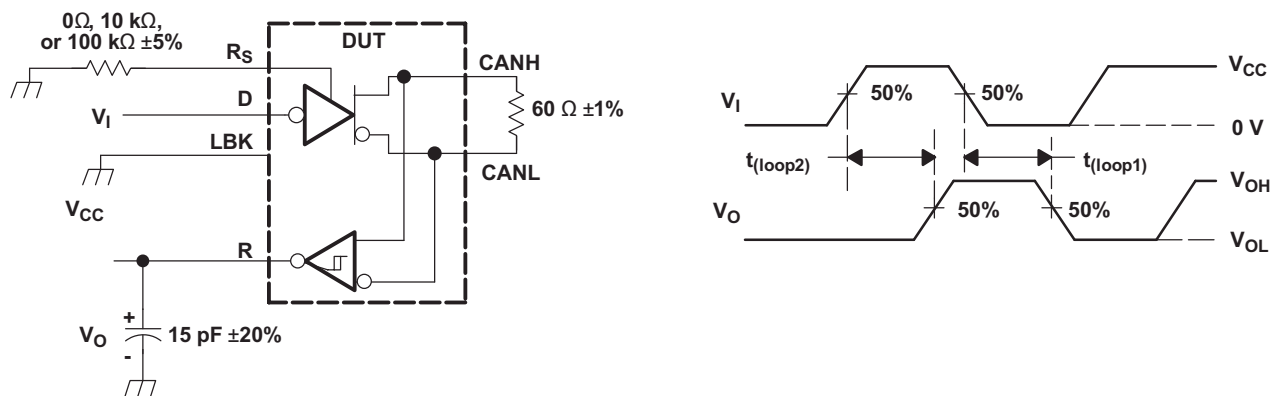 0Ω, 10 kΩ,
or 100 kΩ ±5%
RS
DUT
CANH
D
VI
60 Ω ±1%
LBK
CANL
VCC
R
VO
+
-
15 pF ±20%
VI
50%
50%
VCC
0 V
t(loop2)
t(loop1)
VO
50%
50%
VOH
VOL